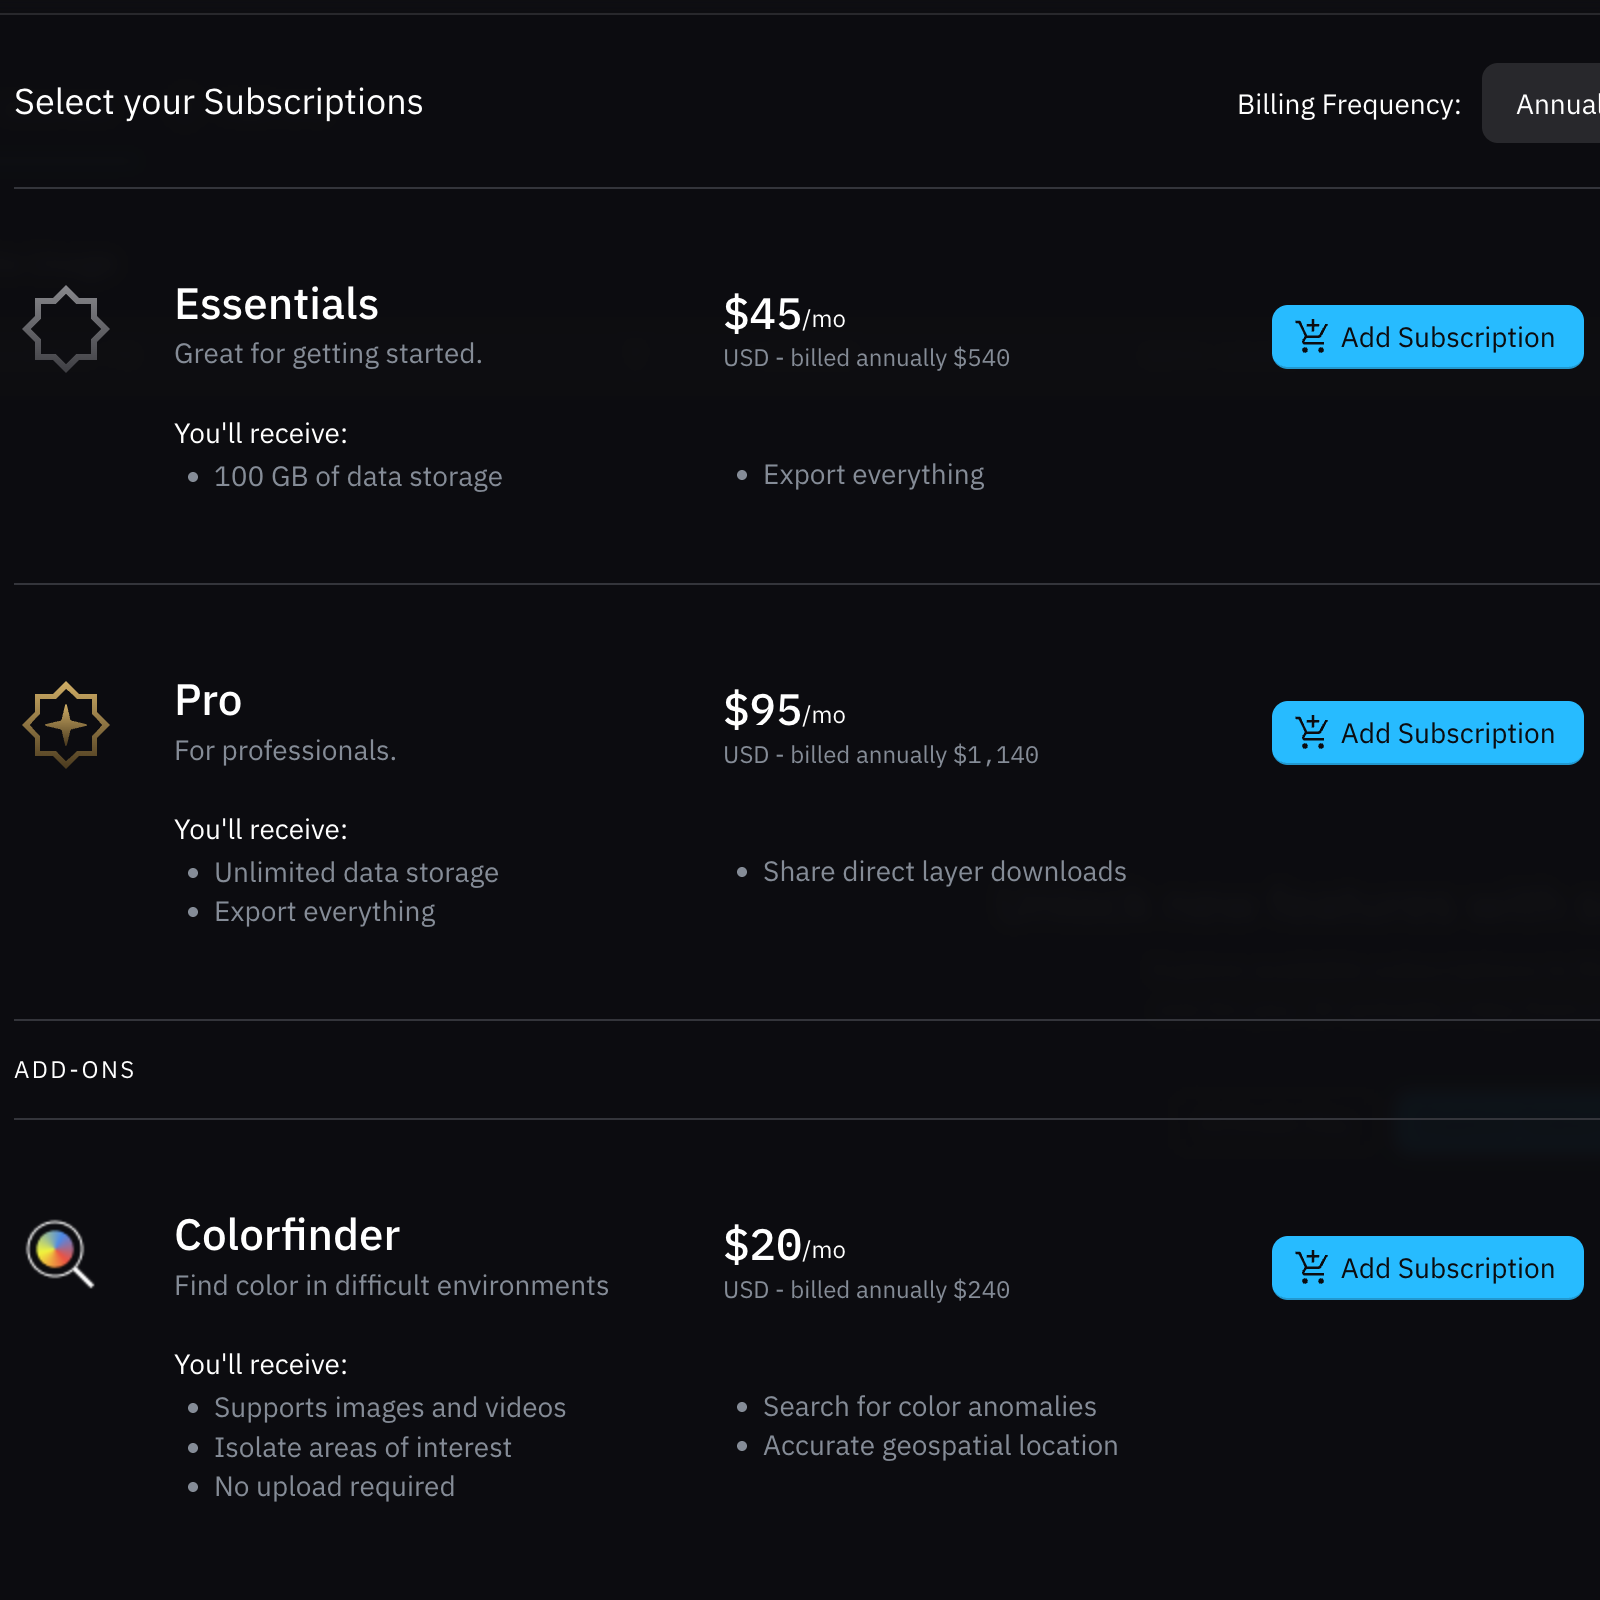 Select your Subscriptions
Billing Frequency:
Annual
Essentials
Great for getting started.
$45/mo
USD - billed annually $540
Add Subscription
You'll receive:
100 GB of data storage
Export everything
Pro
For professionals.
$95/mo
USD - billed annually $1,140
Add Subscription
You'll receive:
Unlimited data storage
Export everything
Share direct layer downloads
ADD-ONS
Colorfinder
Find color in difficult environments
$20/mo
USD - billed annually $240
Add Subscription
You'll receive:
Supports images and videos
Isolate areas of interest
No upload required
Search for color anomalies
Accurate geospatial location